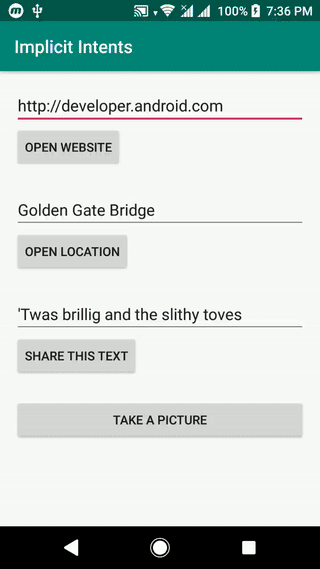 100% 7:36 PM
Implicit Intents
http://developer.android.com
OPEN WEBSITE
Golden Gate Bridge
OPEN LOCATION
'Twas brillig and the slithy toves
SHARE THIS TEXT
TAKE A PICTURE